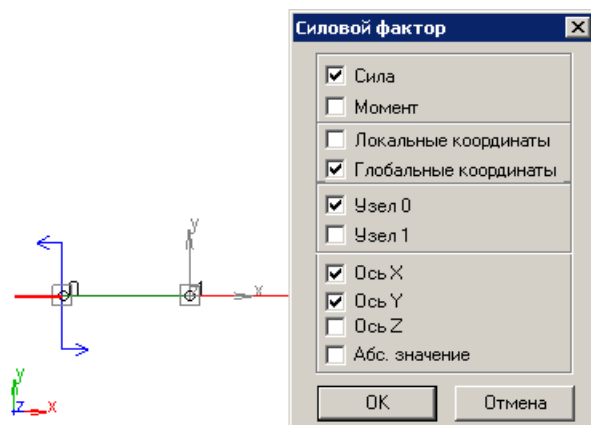 Силовой фактор
Сила
Момент
Локальные координаты
Глобальные координаты
Узел 0
Узел 1
Ось X
Ось Y
Ось Z
Абс. значение
OK
Отмена
y
0
1
x
y
z
x